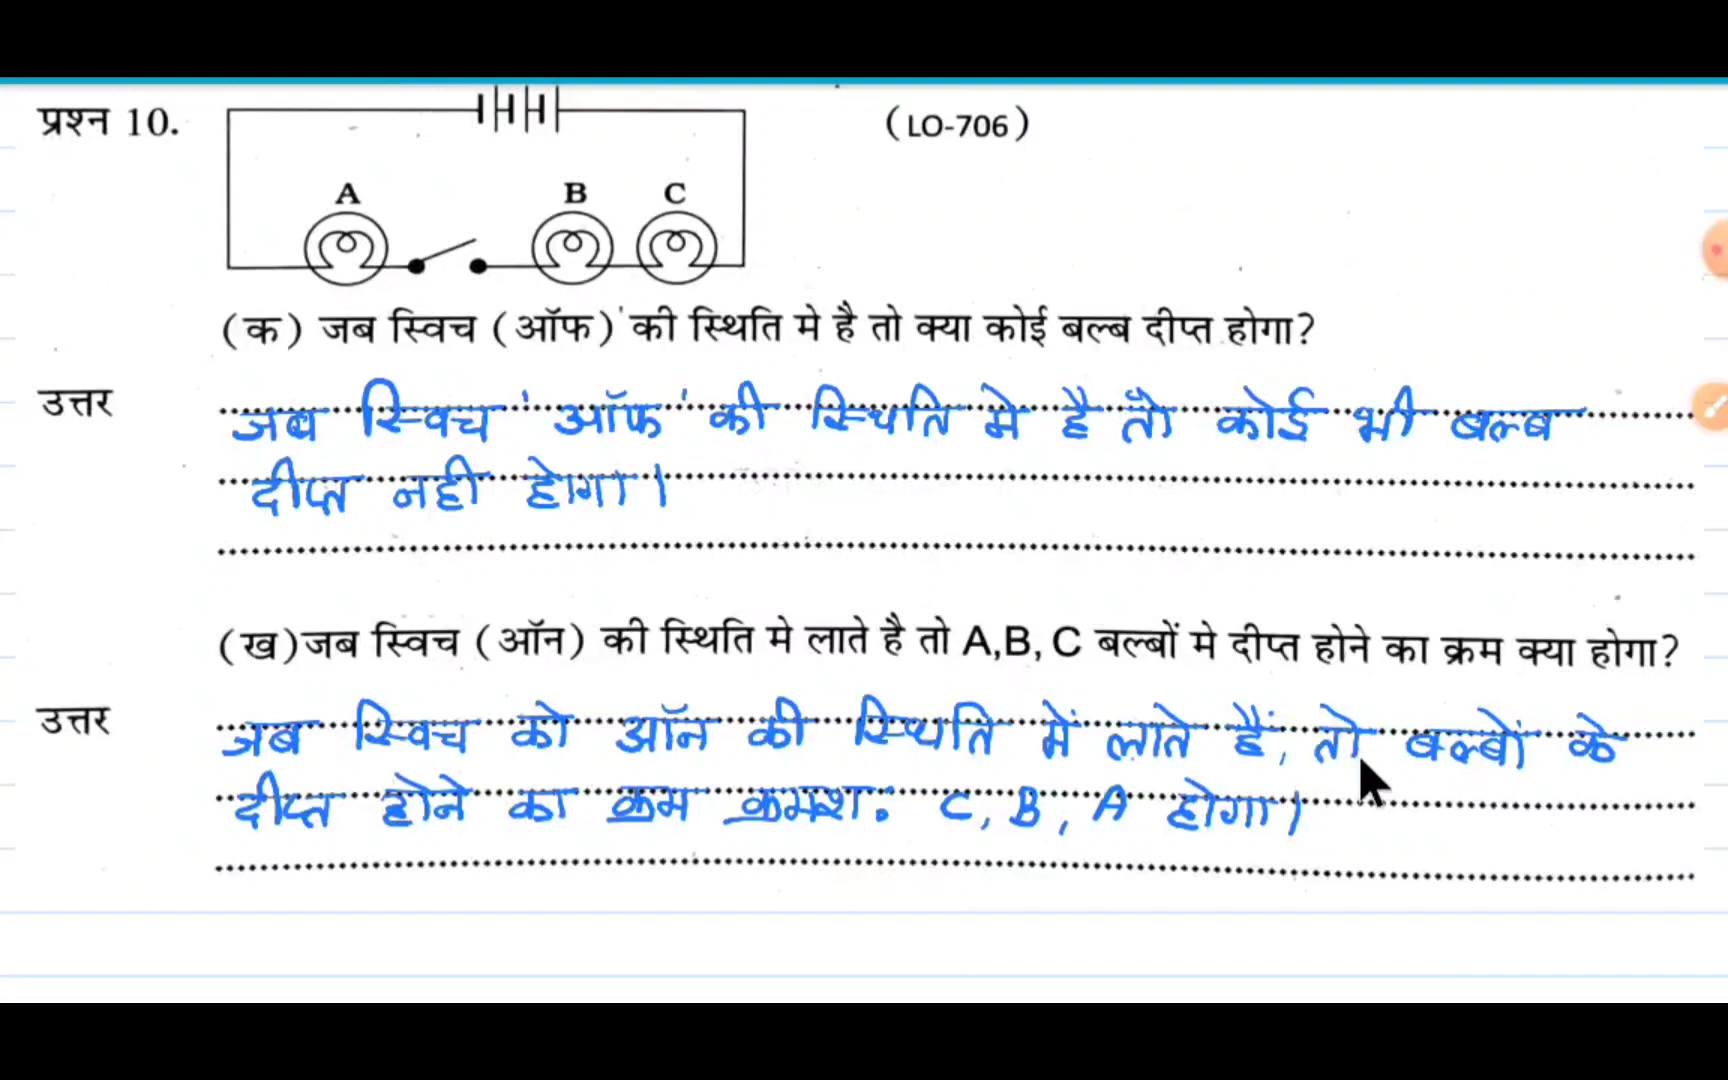 प्रश्न 10.
(LO-706)
A B C
(क) जब स्विच (ऑफ) की स्थिति मे है तो क्या कोई बल्ब दीप्त होगा?
उत्तर जब स्विच 'ऑफ' की स्थिति मे है तो कोई भी बल्ब
दीप्त नही होगा।
(ख) जब स्विच (ऑन) की स्थिति मे लाते है तो A,B, C बल्बों मे दीप्त होने का क्रम क्या होगा?
उत्तर जब स्विच को ऑन की स्थिति में लाते हैं, तो बल्बों के
दीप्त होने का क्रम क्रमश: C, B, A होगा।